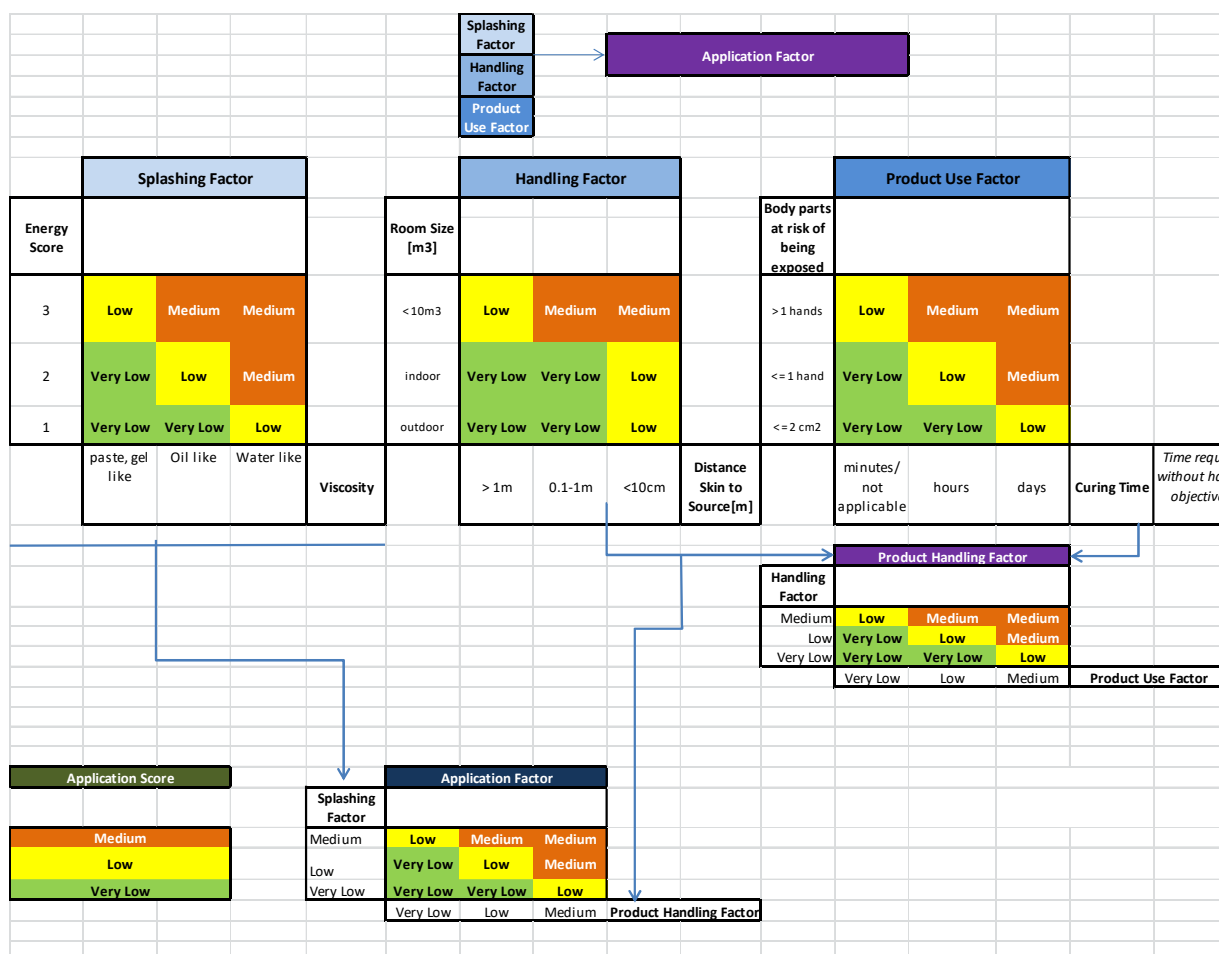 Splashing
Factor
Handling
Factor
Product
Use Factor
Application Factor
Splashing Factor
Handling Factor
Product Use Factor
Energy
Score
Room Size
[m3]
Body parts
at risk of
being
exposed
3 Low Medium Medium
<10m3 Low Medium Medium
>1 hands Low Medium Medium
2 Very Low Low Medium
indoor Very Low Very Low Low
<=1 hand Very Low Low Medium
1 Very Low Very Low Low
outdoor Very Low Very Low Low
<=2 cm2 Very Low Very Low Low
paste, gel
like
Oil like
Water like
Viscosity
> 1m
0.1-1m
<10cm
Distance
Skin to
Source[m]
minutes/
not
applicable
hours
days
Curing Time
Time requ
without ho
objective
Product Handling Factor
Handling
Factor
Medium Low Medium Medium
Low Very Low Low Medium
Very Low Very Low Very Low Low
Very Low Low Medium Product Use Factor
Application Score
Medium
Low
Very Low
Application Factor
Splashing
Factor
Medium Low Medium Medium
Low Very Low Low Medium
Very Low Very Low Very Low Low
Very Low Low Medium Product Handling Factor